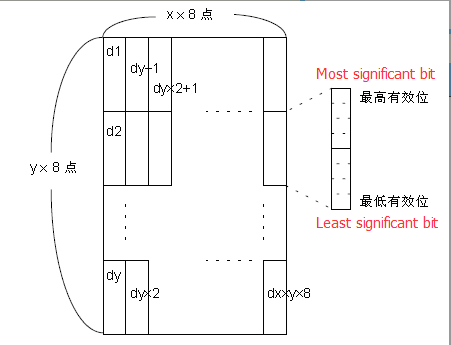 x × 8 点
d1
dy+1
dy×2+1
Most significant bit
最高有效位
d2
y × 8 点
最低有效位
Least significant bit
dy
dy×2
dx×y×8